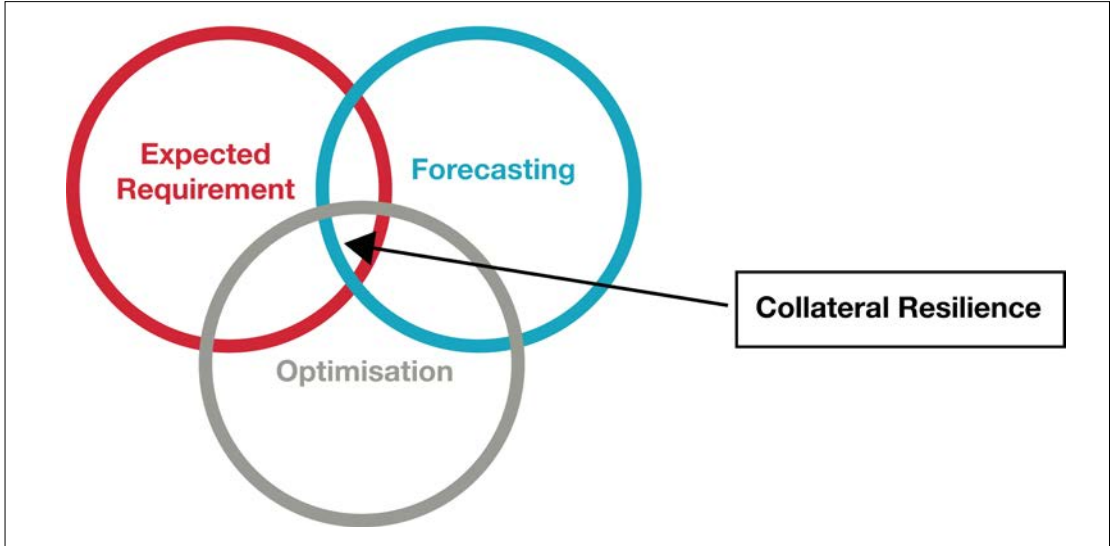 Expected
Requirement
Forecasting
Collateral Resilience
Optimisation